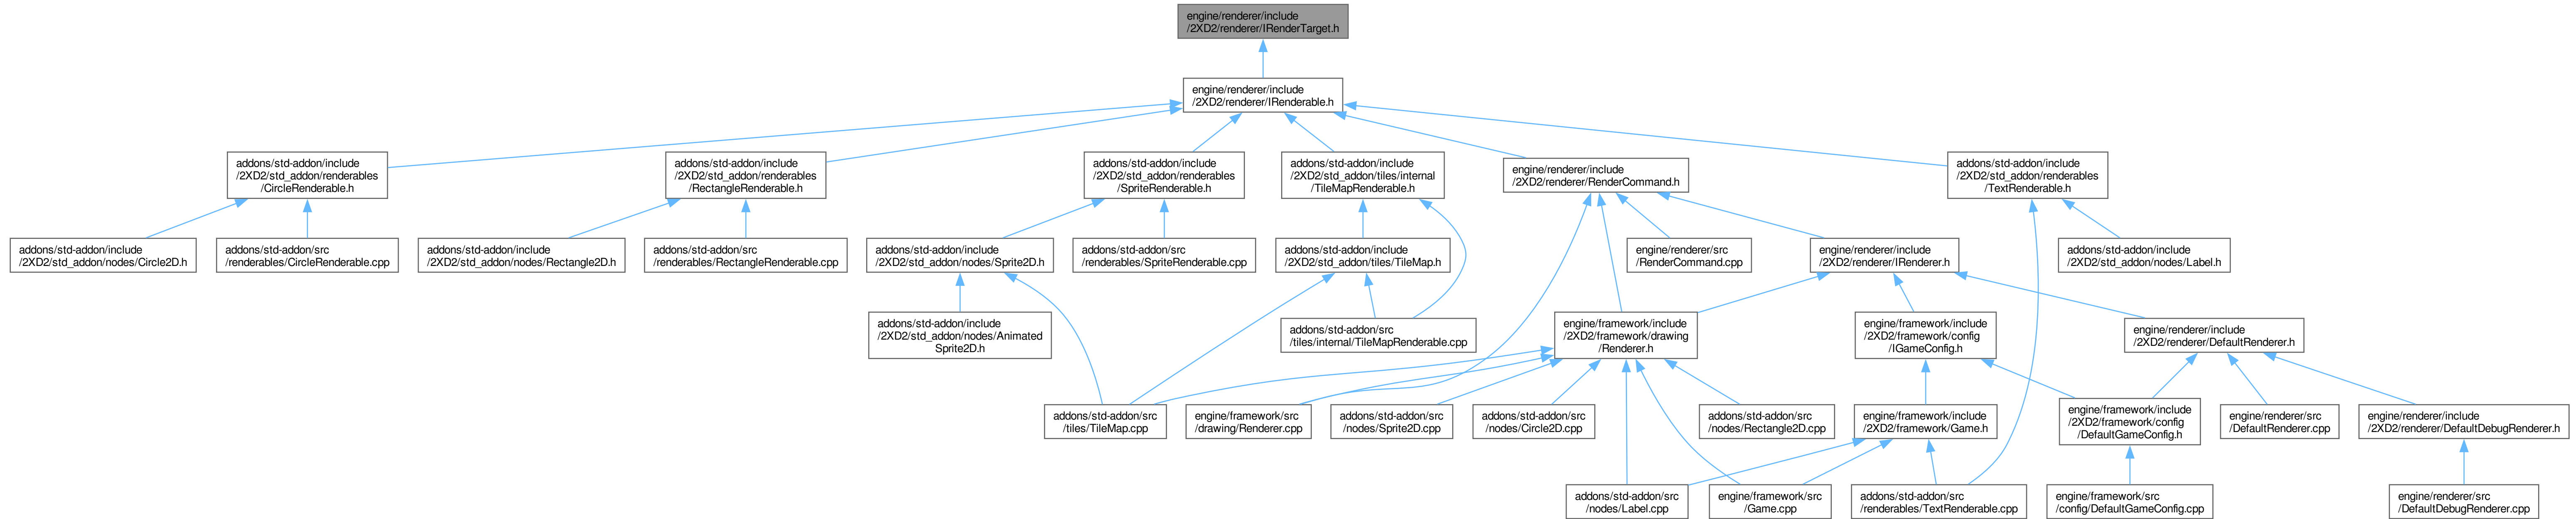 engine/renderer/include
/2XD2/renderer/IRenderTarget.h
engine/renderer/include
/2XD2/renderer/IRenderable.h
addons/std-addon/include
/2XD2/std_addon/renderables
/CircleRenderable.h
addons/std-addon/include
/2XD2/std_addon/renderables
/RectangleRenderable.h
addons/std-addon/include
/2XD2/std_addon/renderables
/SpriteRenderable.h
addons/std-addon/include
/2XD2/std_addon/tiles/internal
/TileMapRenderable.h
engine/renderer/include
/2XD2/renderer/RenderCommand.h
addons/std-addon/include
/2XD2/std_addon/renderables
/TextRenderable.h
addons/std-addon/include
/2XD2/std_addon/nodes/Circle2D.h
addons/std-addon/src
/renderables/CircleRenderable.cpp
addons/std-addon/include
/2XD2/std_addon/nodes/Rectangle2D.h
addons/std-addon/src
/renderables/RectangleRenderable.cpp
addons/std-addon/include
/2XD2/std_addon/nodes/Sprite2D.h
addons/std-addon/src
/renderables/SpriteRenderable.cpp
addons/std-addon/include
/2XD2/std_addon/tiles/TileMap.h
engine/renderer/src
/RenderCommand.cpp
engine/renderer/include
/2XD2/renderer/IRenderer.h
addons/std-addon/include
/2XD2/std_addon/nodes/Label.h
addons/std-addon/include
/2XD2/std_addon/nodes/Animated
Sprite2D.h
addons/std-addon/src
/tiles/internal/TileMapRenderable.cpp
engine/framework/include
/2XD2/framework/drawing
/Renderer.h
engine/framework/include
/2XD2/framework/config
/IGameConfig.h
engine/renderer/include
/2XD2/renderer/DefaultRenderer.h
addons/std-addon/src
/tiles/TileMap.cpp
engine/framework/src
/drawing/Renderer.cpp
addons/std-addon/src
/nodes/Sprite2D.cpp
addons/std-addon/src
/nodes/Circle2D.cpp
addons/std-addon/src
/nodes/Rectangle2D.cpp
engine/framework/include
/2XD2/framework/Game.h
engine/framework/include
/2XD2/framework/config
/DefaultGameConfig.h
engine/renderer/src
/DefaultRenderer.cpp
engine/renderer/include
/2XD2/renderer/DefaultDebugRenderer.h
addons/std-addon/src
/nodes/Label.cpp
engine/framework/src
/Game.cpp
addons/std-addon/src
/renderables/TextRenderable.cpp
engine/framework/src
/config/DefaultGameConfig.cpp
engine/renderer/src
/DefaultDebugRenderer.cpp